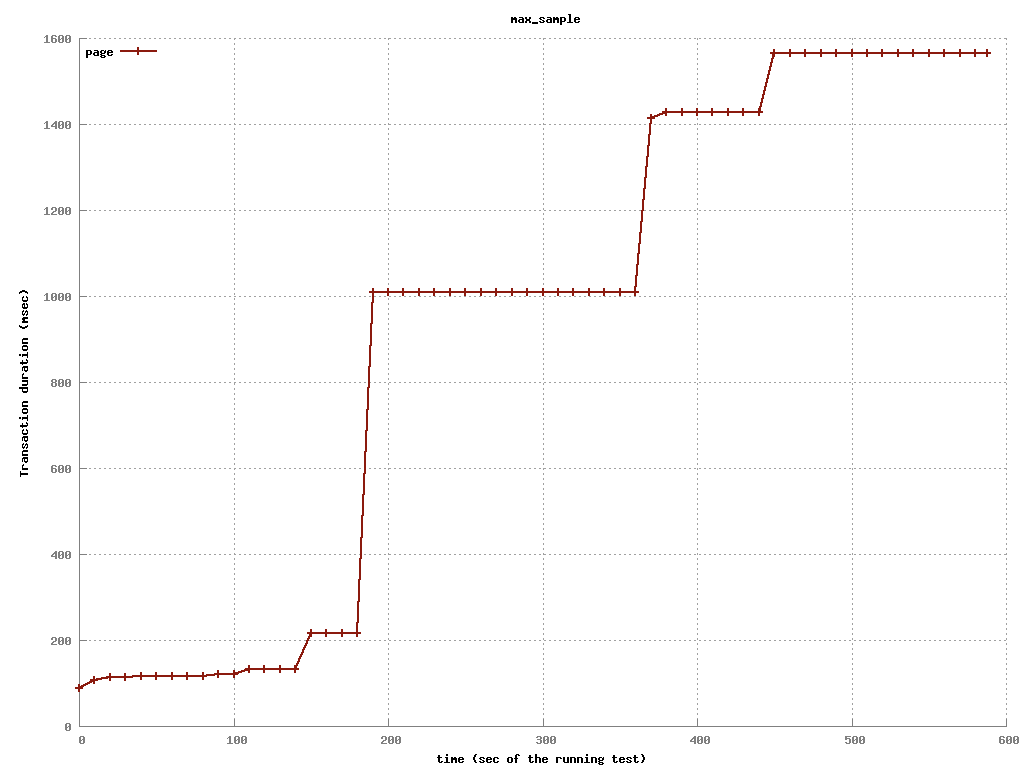 max_sample
page
1600
1400
1200
1000
800
600
400
200
0
Transaction duration (msec)
0 100 200 300 400 500 600
time (sec of the running test)